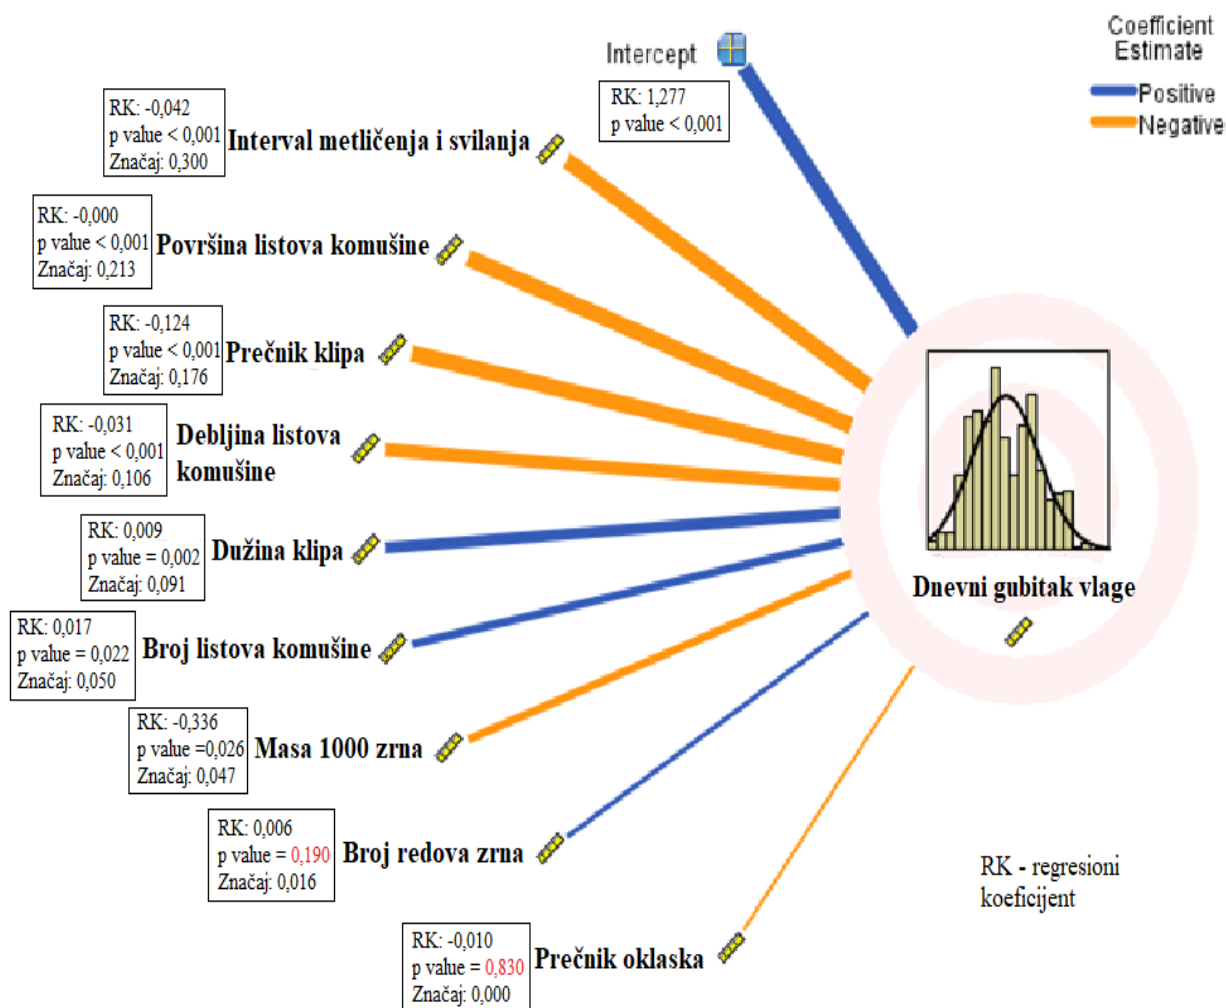 Coefficient
Estimate
Positive
Negative
Intercept
RK: 1,277
p value < 0,001
RK: -0,042
p value < 0,001
Značaj: 0,300
Interval metličenja i svilanja
RK: -0,000
p value < 0,001
Značaj: 0,213
Površina listova komušine
RK: -0,124
p value < 0,001
Značaj: 0,176
Prečnik klipa
RK: -0,031
p value < 0,001
Značaj: 0,106
Debljina listova
komušine
RK: 0,009
p value = 0,002
Značaj: 0,091
Dužina klipa
RK: 0,017
p value = 0,022
Značaj: 0,050
Broj listova komušine
RK: -0,336
p value =0,026
Značaj: 0,047
Masa 1000 zrna
RK: 0,006
p value = 0,190
Značaj: 0,016
Broj redova zrna
RK: -0,010
p value = 0,830
Značaj: 0,000
Prečnik oklaska
Dnevni gubitak vlage
RK - regresioni
koeficijent